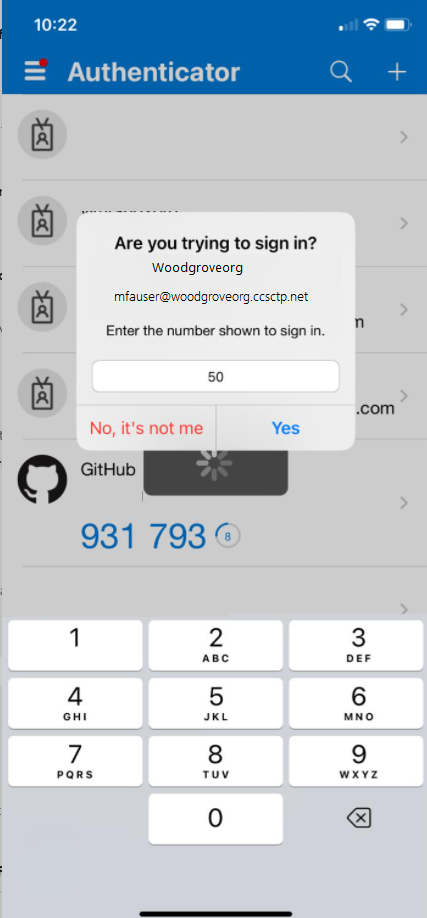 10:22
Authenticator
Are you trying to sign in?
Woodgroveorg
mfauser@woodgroveorg.ccsctp.net
Enter the number shown to sign in.
50
.com
No, it's not me
Yes
GitHub
931 793
8
1
2
ABC
3
DEF
4
GHI
5
JKL
6
MNO
7
PQRS
8
TUV
9
WXYZ
0